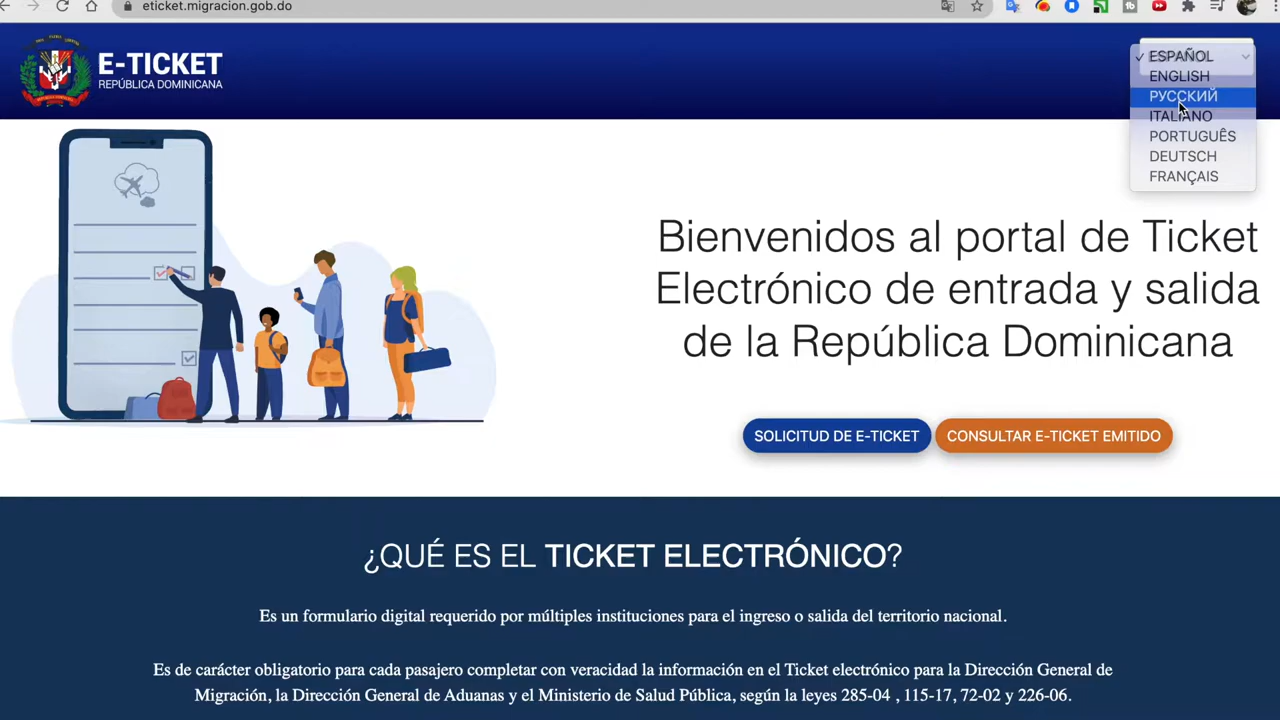 eticket.migracion.gob.do
E-TICKET
REPÚBLICA DOMINICANA
ESPAÑOL
ENGLISH
РУССКИЙ
ITALIANO
PORTUGUÊS
DEUTSCH
FRANÇAIS
Bienvenidos al portal de Ticket
Electrónico de entrada y salida
de la República Dominicana
SOLICITUD DE E-TICKET
CONSULTAR E-TICKET EMITIDO
¿QUÉ ES EL TICKET ELECTRÓNICO?
Es un formulario digital requerido por múltiples instituciones para el ingreso o salida del territorio nacional.
Es de carácter obligatorio para cada pasajero completar con veracidad la información en el Ticket electrónico para la Dirección General de
Migración, la Dirección General de Aduanas y el Ministerio de Salud Pública, según la leyes 285-04 , 115-17, 72-02 y 226-06.